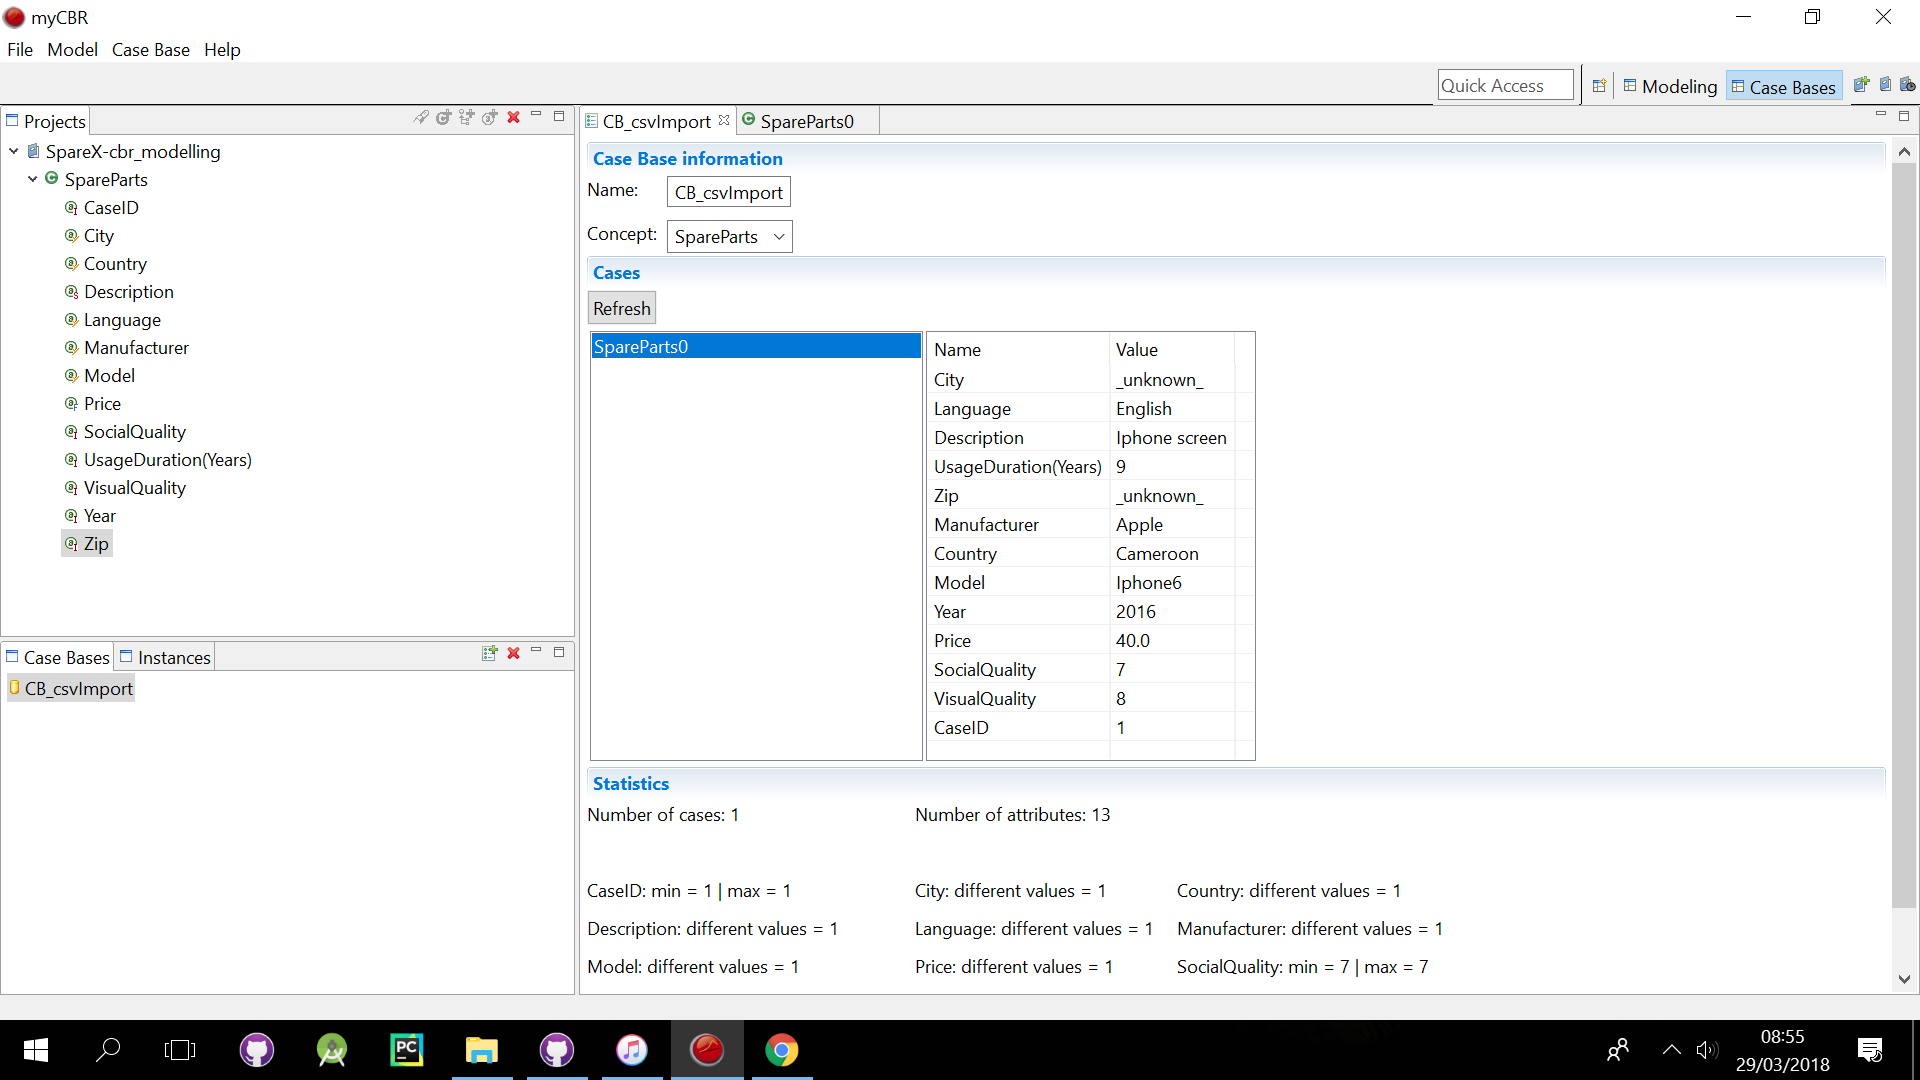 myCBR
File Model Case Base Help
Quick Access Modeling Case Bases
Projects
SpareX-cbr_modelling
SpareParts
CaseID
City
Country
Description
Language
Manufacturer
Model
Price
SocialQuality
UsageDuration(Years)
VisualQuality
Year
Zip
Case Bases Instances
CB_csvImport
CB_csvImport SpareParts0
Case Base information
Name: CB_csvImport
Concept: SpareParts
Cases
Refresh
SpareParts0
Name Value
City _unknown_
Language English
Description Iphone screen
UsageDuration(Years) 9
Zip _unknown_
Manufacturer Apple
Country Cameroon
Model Iphone6
Year 2016
Price 40.0
SocialQuality 7
VisualQuality 8
CaseID 1
Statistics
Number of cases: 1 Number of attributes: 13
CaseID: min = 1 | max = 1 City: different values = 1 Country: different values = 1
Description: different values = 1 Language: different values = 1 Manufacturer: different values = 1
Model: different values = 1 Price: different values = 1 SocialQuality: min = 7 | max = 7
PC
08:55
29/03/2018